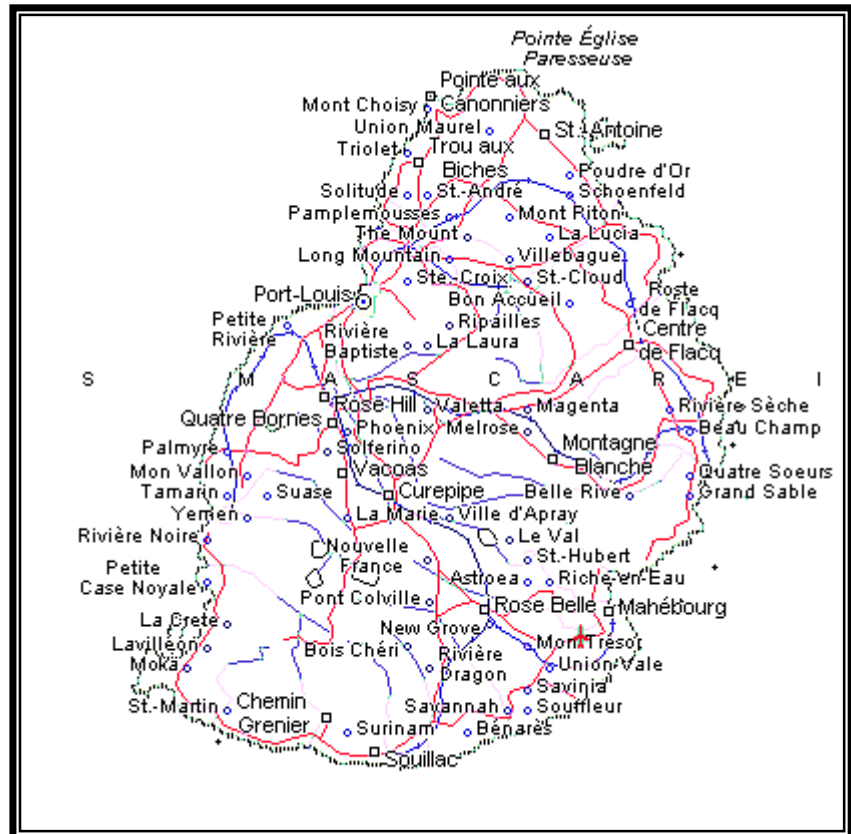 Pointe Église
Paresseuse
Pointe aux
Canonniers
Mont Choisy
Union Maurel
St.-Antoine
Triolet
Trou aux
Biches
Poudre d'Or
Solitude
St.-André
Schoenfeld
Pamplemousses
Mont Piton
The Mount
La Lucia
Long Mountain
Villebague
Ste.-Croix
St.-Cloud
Port-Louis
Bon Accueil
Roste
de Flacq
Petite
Rivière
Rivière
Baptiste
Ripailles
La Laura
Centre
de Flacq
S I M A S C A R E I
Rose Hill
Valetta
Magenta
Rivière Sèche
Quatre Bornes
Phoenix
Melrose
Beau Champ
Palmyre
Solferino
Montagne
Blanche
Mon Vallon
Vacoas
Quatre Soeurs
Tamarin
Suase
Curepipe
Belle Rive
Grand Sable
Yemen
La Marie
Ville d'Apray
Rivière Noire
Le Val
Nouvelle
France
St.-Hubert
Petite
Case Noyale
Astroea
Riche-en-Eau
Pont Colville
Rose Belle
Mahébourg
La Crete
New Grove
Lavilleon
Bois Chéri
Mon Trésor
Moka
Rivière
Dragon
Union Vale
Savinia
St.-Martin
Chemin
Grenier
Savannah
Souffleur
Surinam
Bénarès
Souillac